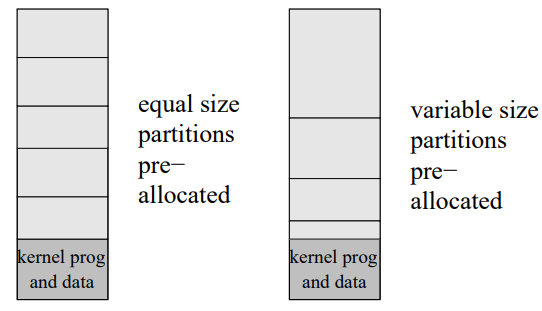 equal size
partitions
pre−
allocated
kernel prog
and data
variable size
partitions
pre−
allocated
kernel prog
and data